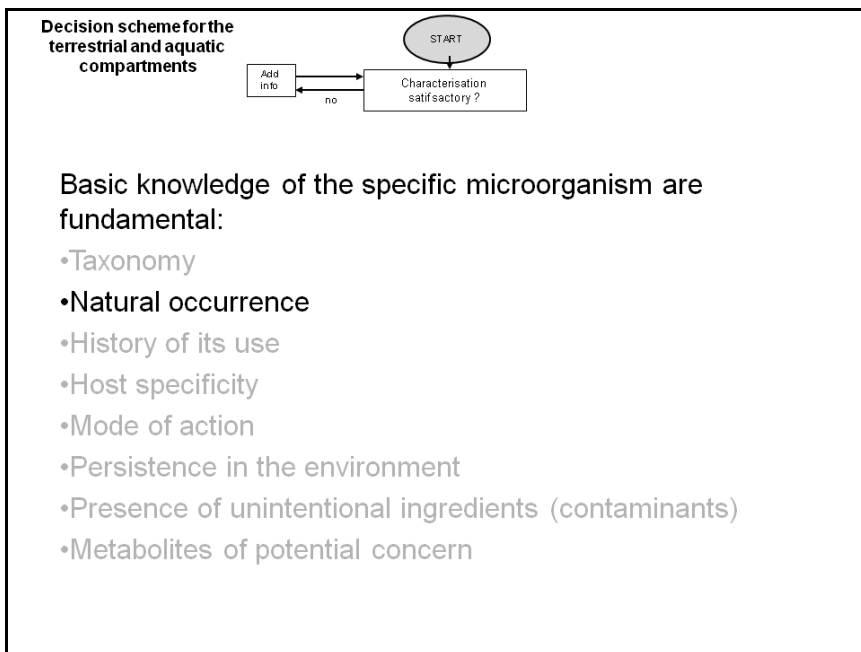 Decision scheme for the
terrestrial and aquatic
compartments
START
Add
info
no
Characterisation
satifsactory ?
Basic knowledge of the specific microorganism are
fundamental:
•Taxonomy
•Natural occurrence
•History of its use
•Host specificity
•Mode of action
•Persistence in the environment
•Presence of unintentional ingredients (contaminants)
•Metabolites of potential concern